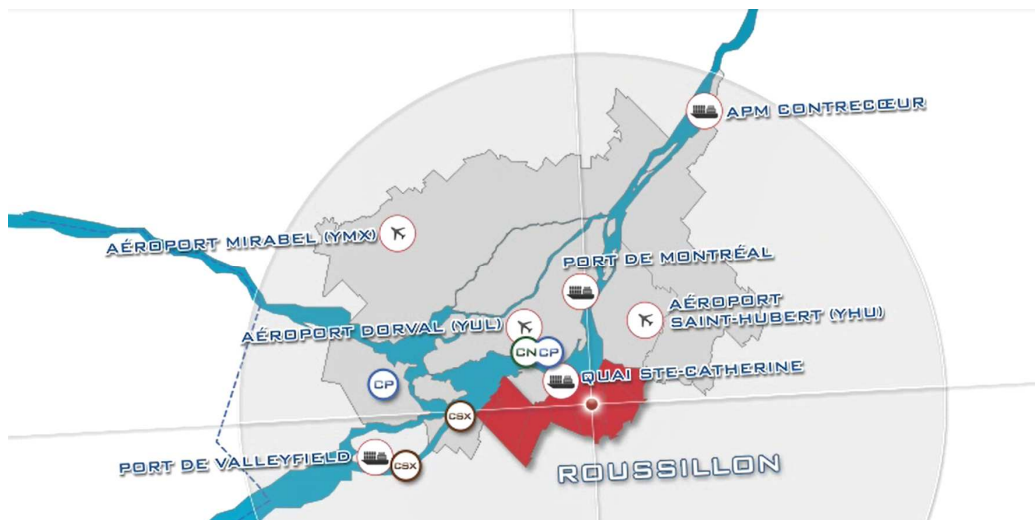 APM CONTRECŒUR
AÉROPORT MIRABEL (YMX)
PORT DE MONTRÉAL
AÉROPORT
SAINT-HUBERT (YHU)
AÉROPORT DORVAL (YUL)
CN CP
QUAI STE-CATHERINE
CP
CSX
PORT DE VALLEYFIELD
CSX
ROUSSILLON